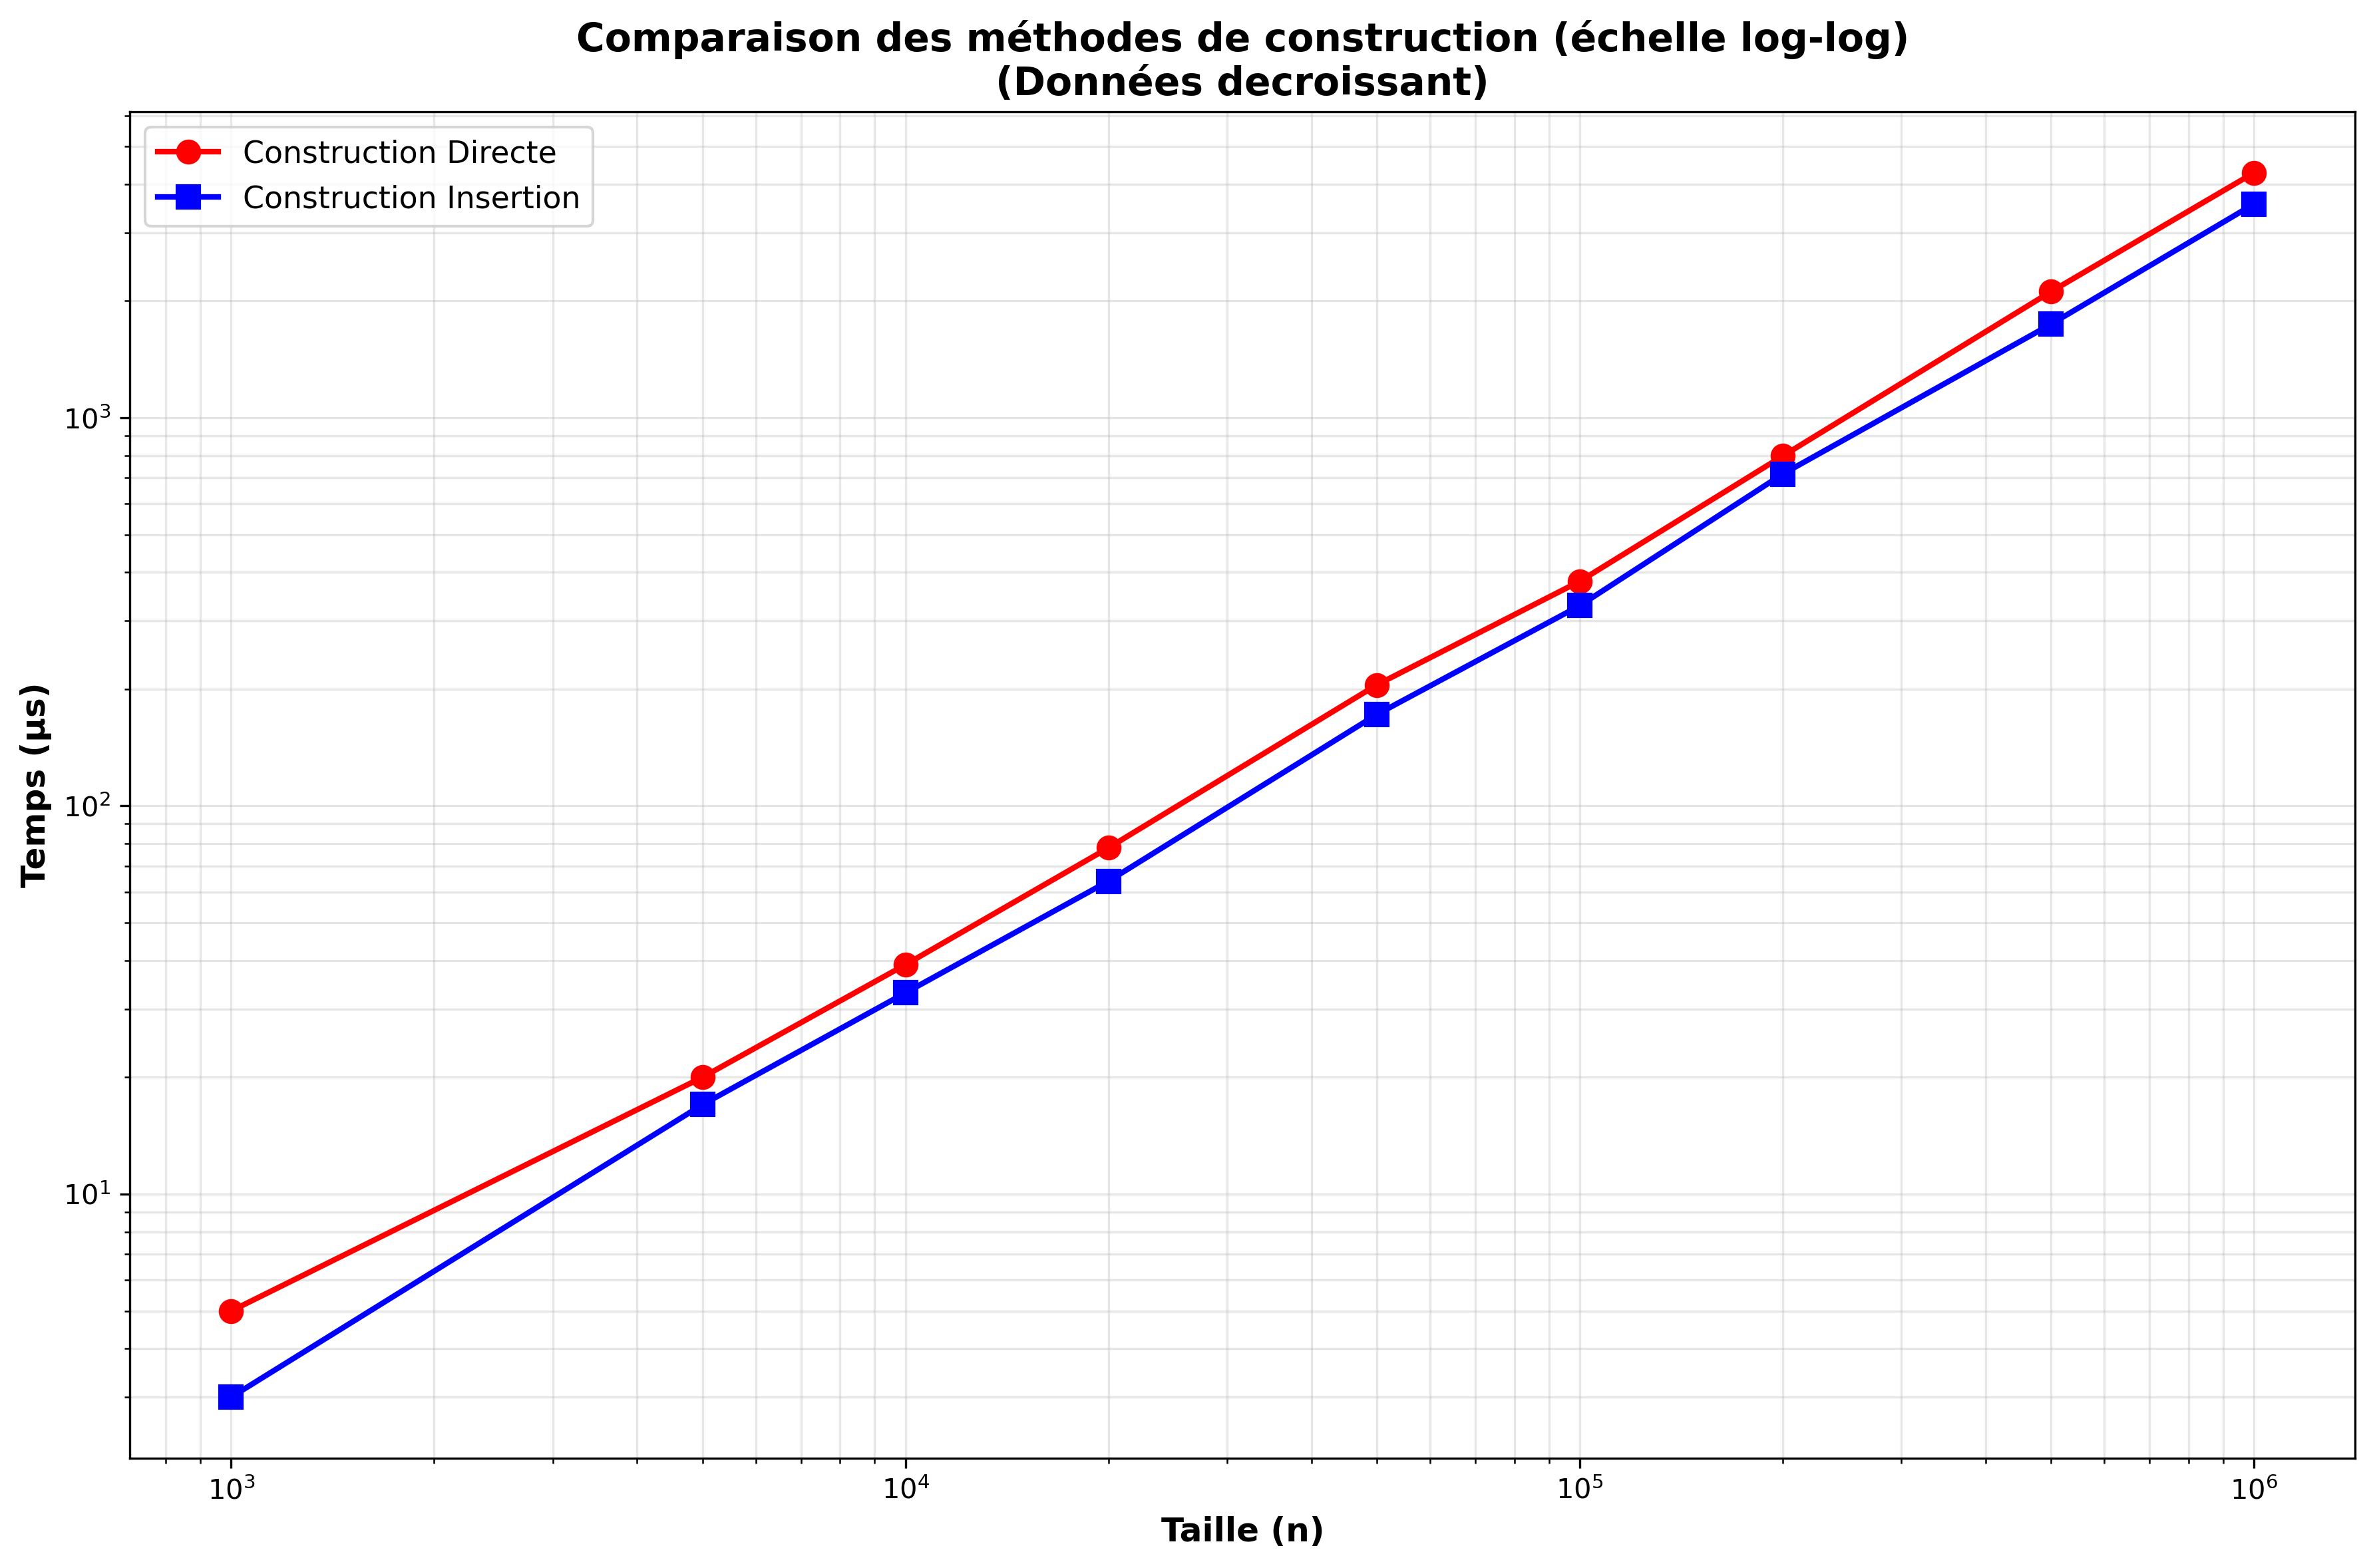 Comparaison des méthodes de construction (échelle log-log)
(Données decroissant)
Construction Directe
Construction Insertion
Temps (µs)
10³
10²
10¹
10³ 10⁴ 10⁵ 10⁶
Taille (n)